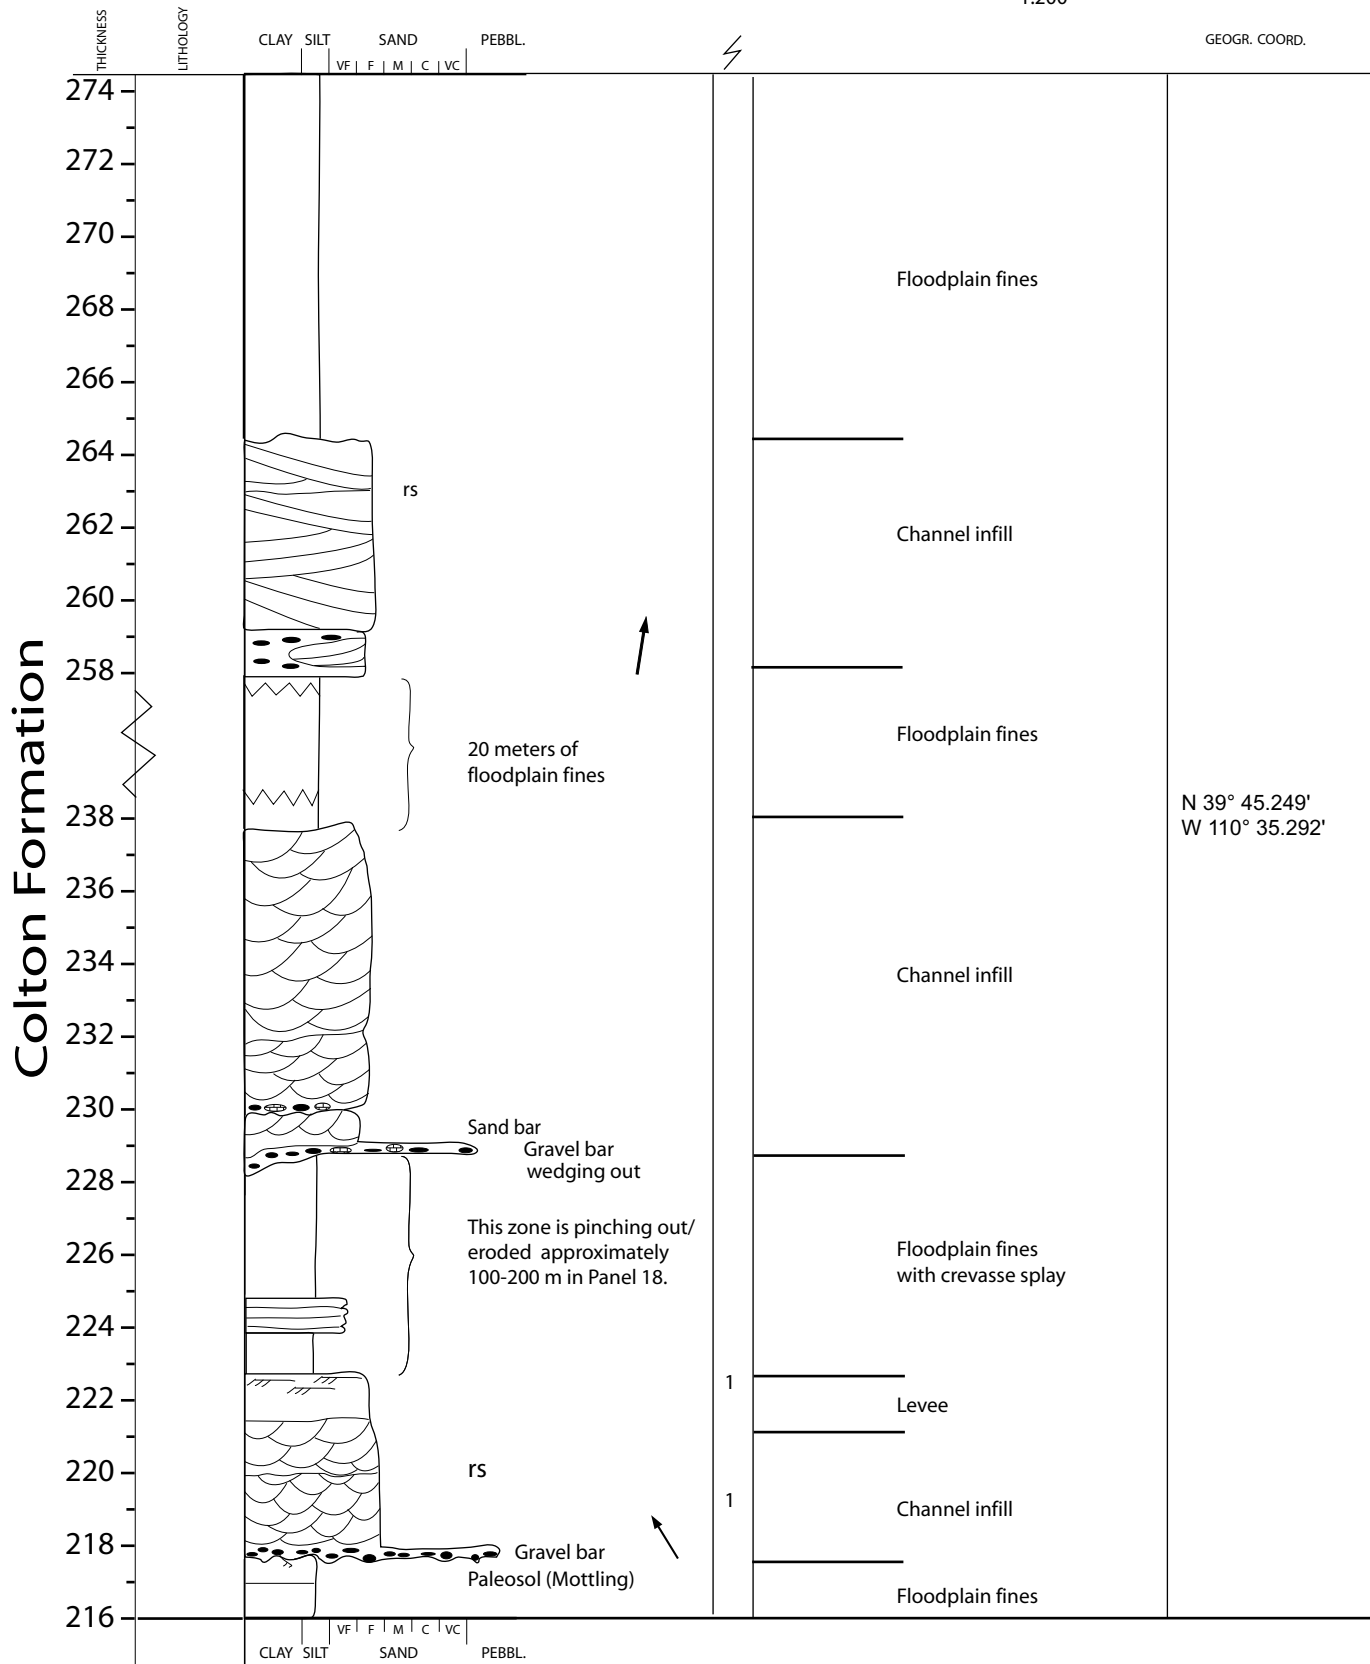 THICKNESS
LITHOLOGY
CLAY SILT SAND PEBBL.
VF F M C VC
GEOGR. COORD.
274
272
270
Floodplain fines
268
266
264
rs
262
Channel infill
260
258
Floodplain fines
20 meters of
floodplain fines
238
N 39° 45.249'
W 110° 35.292'
236
234
Channel infill
232
230
Sand bar
Gravel bar
wedging out
228
This zone is pinching out/
eroded approximately
100-200 m in Panel 18.
226
Floodplain fines
with crevasse splay
224
1
222
Levee
220
rs
1
Channel infill
218
Gravel bar
Paleosol (Mottling)
Floodplain fines
216
VF F M C VC
CLAY SILT SAND PEBBL.
Colton Formation